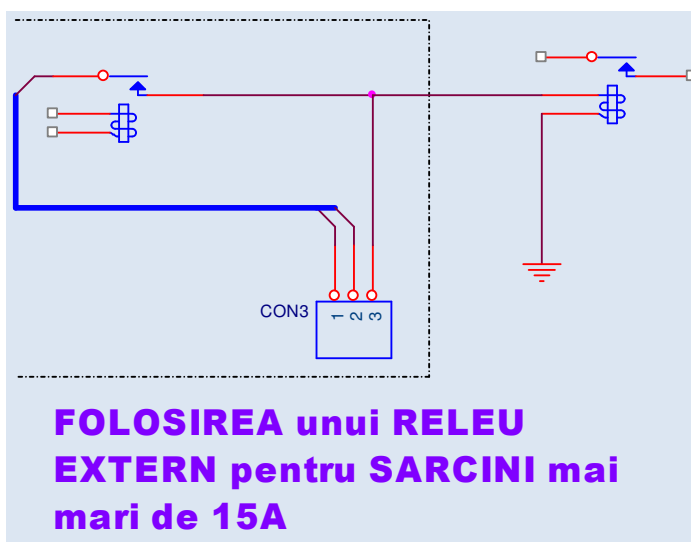 CON3
1 2 3
FOLOSIREA unui RELEU
EXTERN pentru SARCINI mai
mari de 15A